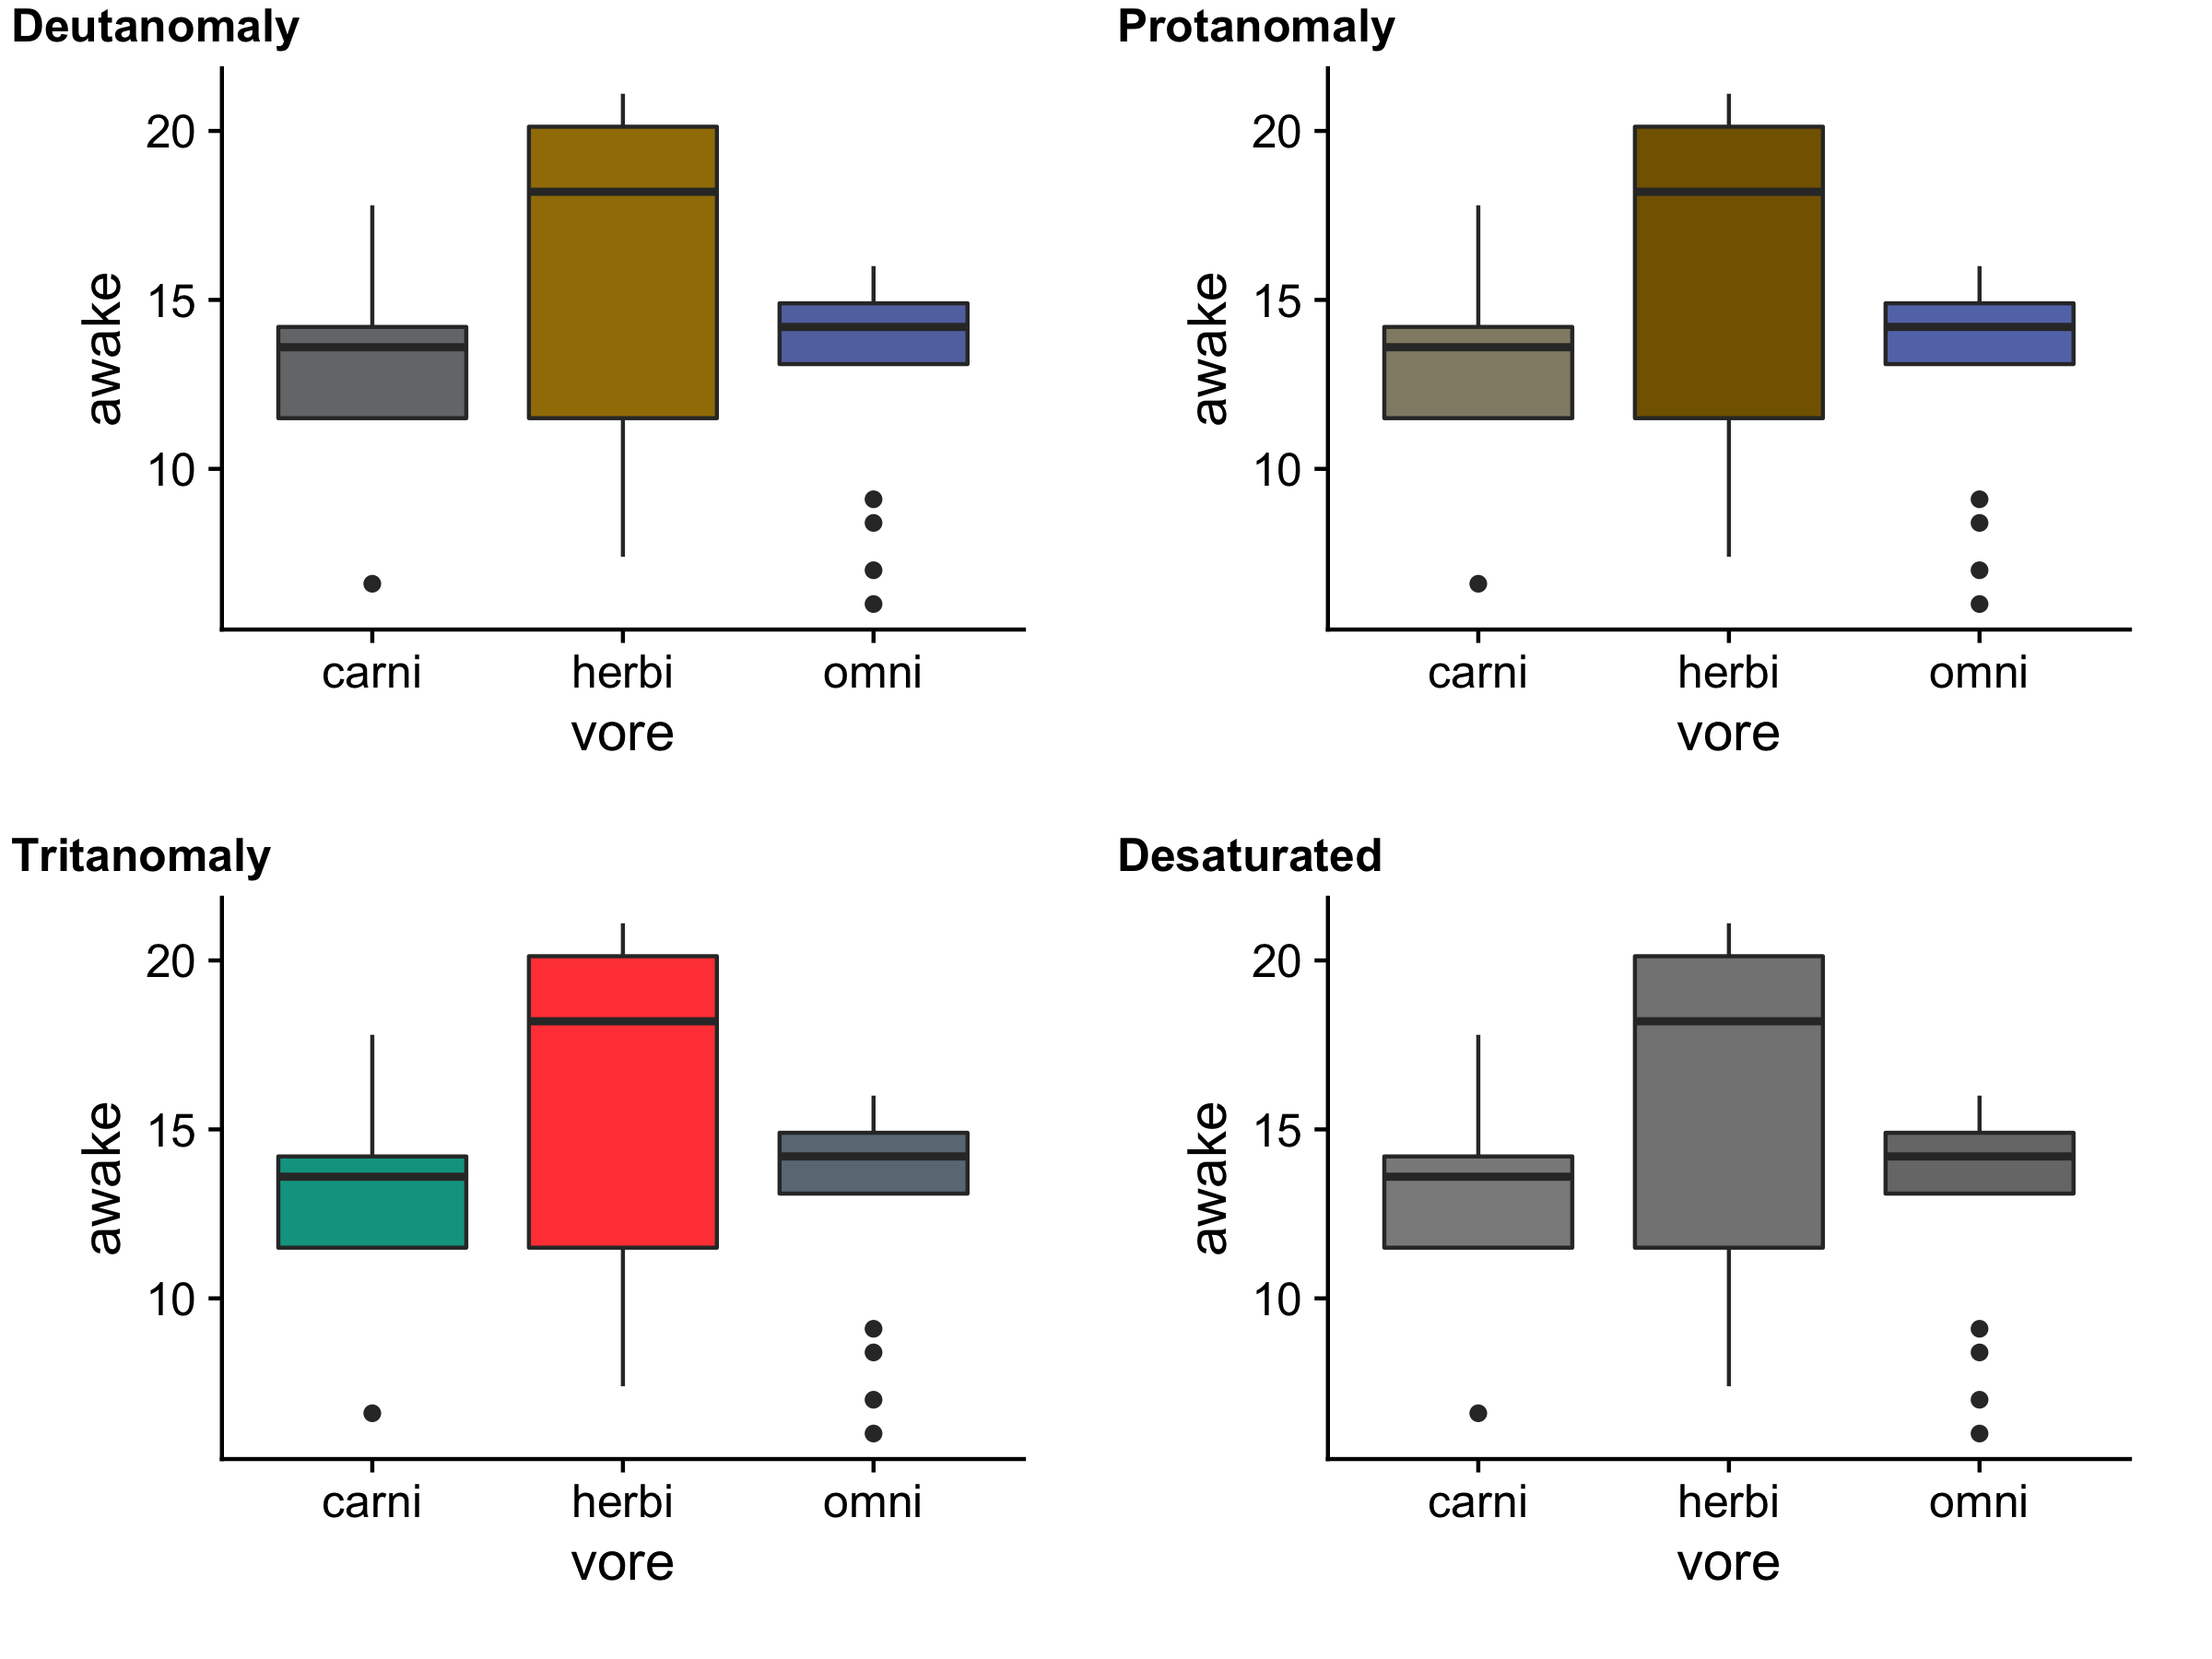 Deutanomaly
20
15
10
awake
carni herbi omni
vore
Protanomaly
20
15
10
awake
carni herbi omni
vore
Tritanomaly
20
15
10
awake
carni herbi omni
vore
Desaturated
20
15
10
awake
carni herbi omni
vore